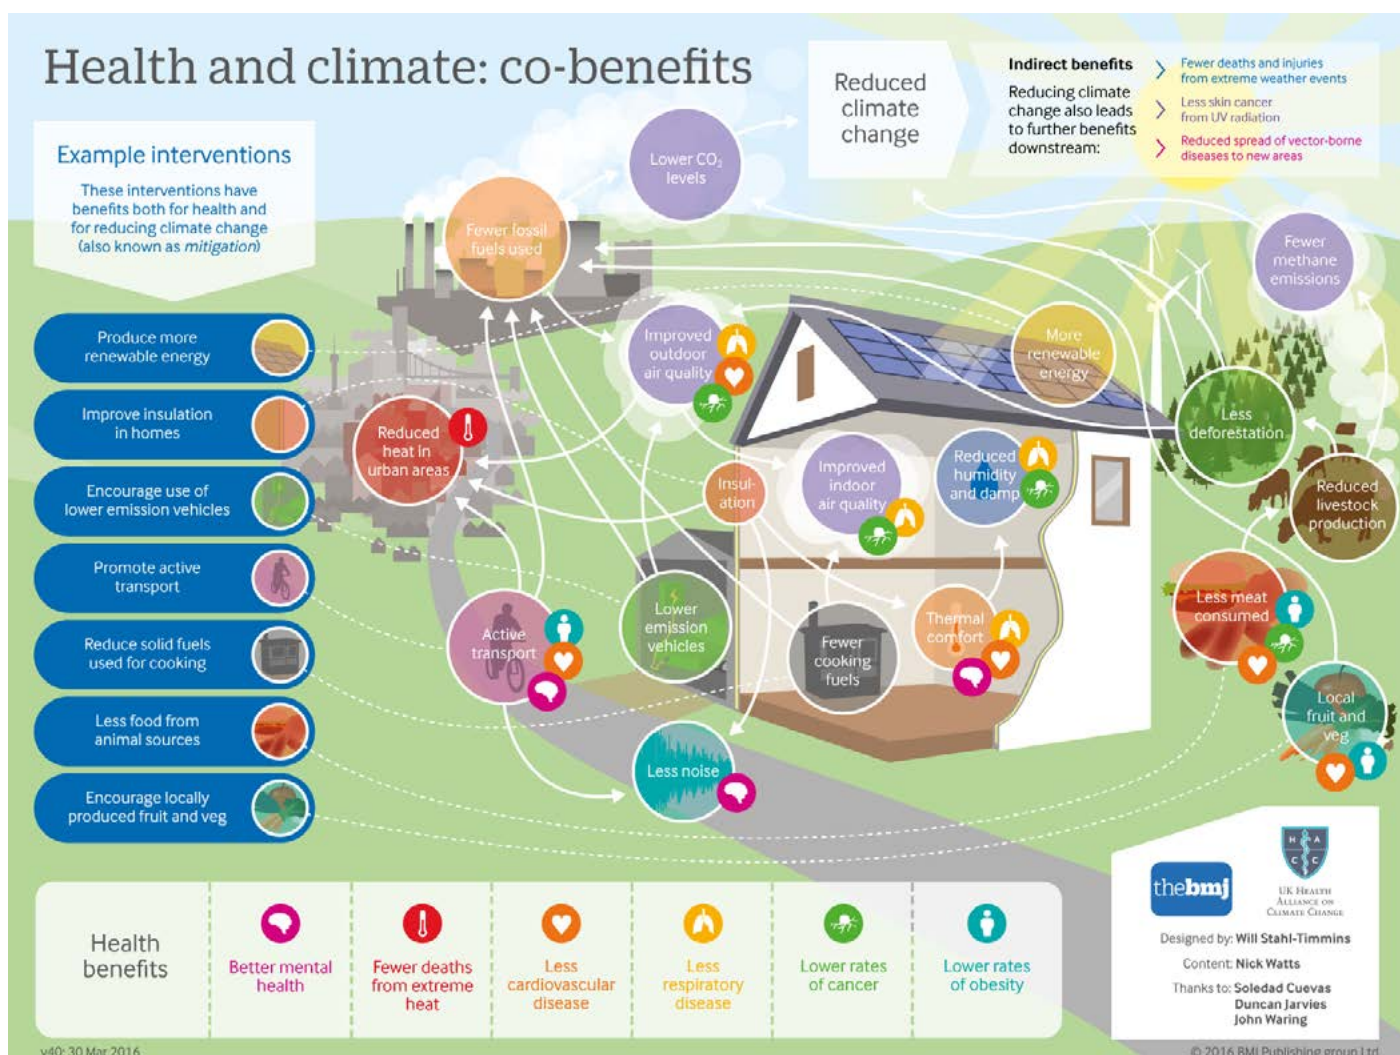 Health and climate: co-benefits
Reduced
climate
change
Indirect benefits
Reducing climate
change also leads
to further benefits
downstream:
Fewer deaths and injuries
from extreme weather events
Less skin cancer
from UV radiation
Reduced spread of vector-borne
diseases to new areas
Example interventions
These interventions have
benefits both for health and
for reducing climate change
(also known as mitigation)
Produce more
renewable energy
Improve insulation
in homes
Encourage use of
lower emission vehicles
Promote active
transport
Reduce solid fuels
used for cooking
Less food from
animal sources
Encourage locally
produced fruit and veg
Lower CO₂
levels
Fewer fossil
fuels used
Fewer
methane
emissions
Improved
outdoor
air quality
More
renewable
energy
Reduced
heat in
urban areas
Less
deforestation
Insul-
ation
Improved
indoor
air quality
Reduced
humidity
and damp
Reduced
livestock
production
Active
transport
Lower
emission
vehicles
Fewer
cooking
fuels
Thermal
comfort
Less meat
consumed
Local
fruit and
veg
Less noise
Health
benefits
Better mental
health
Fewer deaths
from extreme
heat
Less
cardiovascular
disease
Less
respiratory
disease
Lower rates
of cancer
Lower rates
of obesity
thebmj
H A
C C
UK HEALTH
ALLIANCE ON
CLIMATE CHANGE
Designed by: Will Stahl-Timmins
Content: Nick Watts
Thanks to: Soledad Cuevas
Duncan Jarvies
John Waring
v40: 30 Mar 2016
© 2016 BMJ Publishing group Ltd